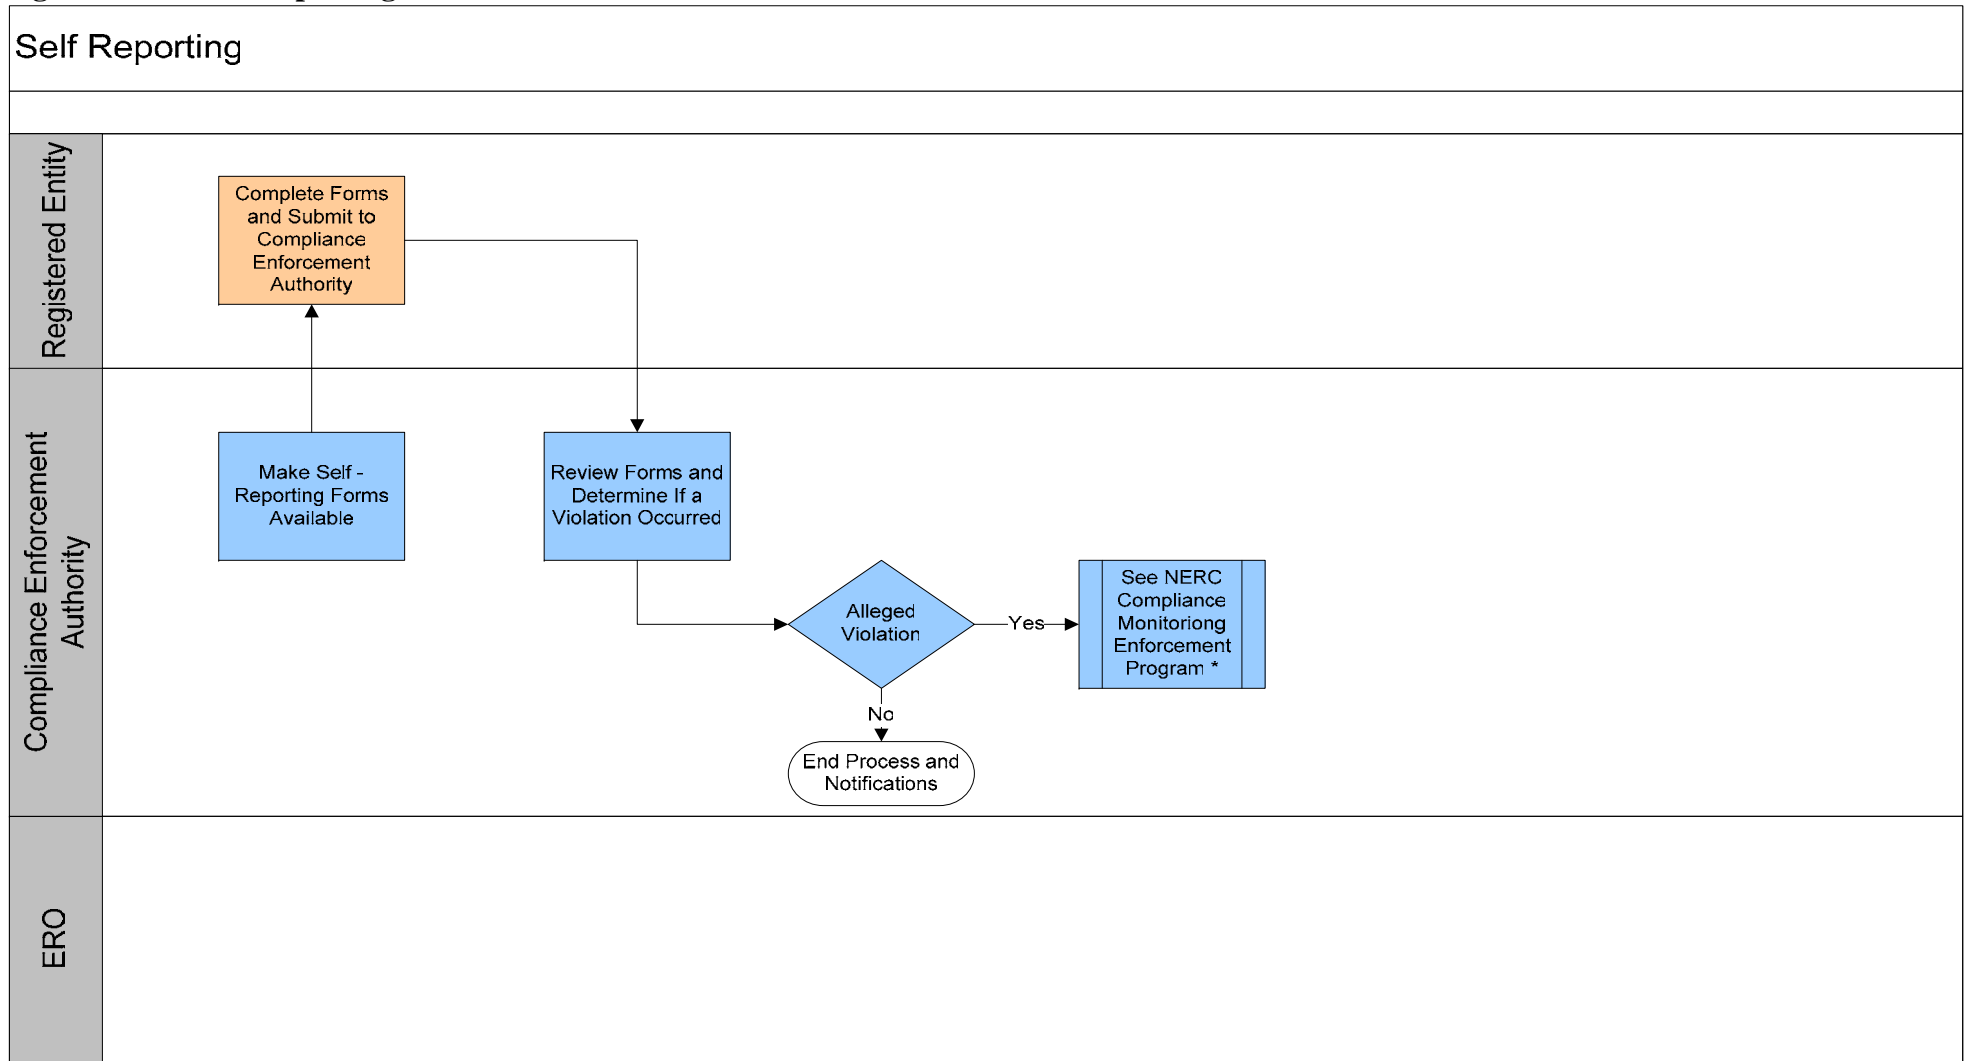 Self Reporting
Registered Entity
Complete Forms
and Submit to
Compliance
Enforcement
Authority
Compliance Enforcement
Authority
Make Self -
Reporting Forms
Available
Review Forms and
Determine If a
Violation Occurred
Alleged
Violation
Yes
See NERC
Compliance
Monitoriong
Enforcement
Program *
No
End Process and
Notifications
ERO